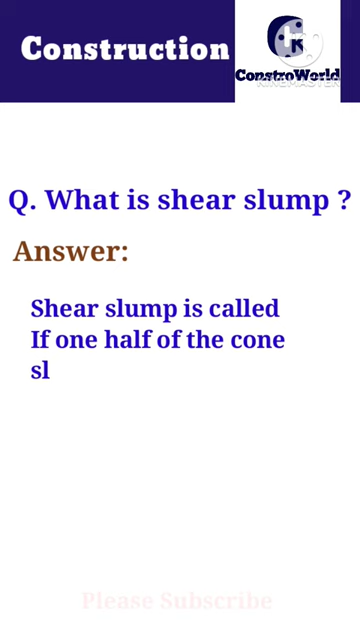 Construction
ConstroWorld
KINEMASTER
Q. What is shear slump ?
Answer:
Shear slump is called
If one half of the cone
sl
Please Subscribe